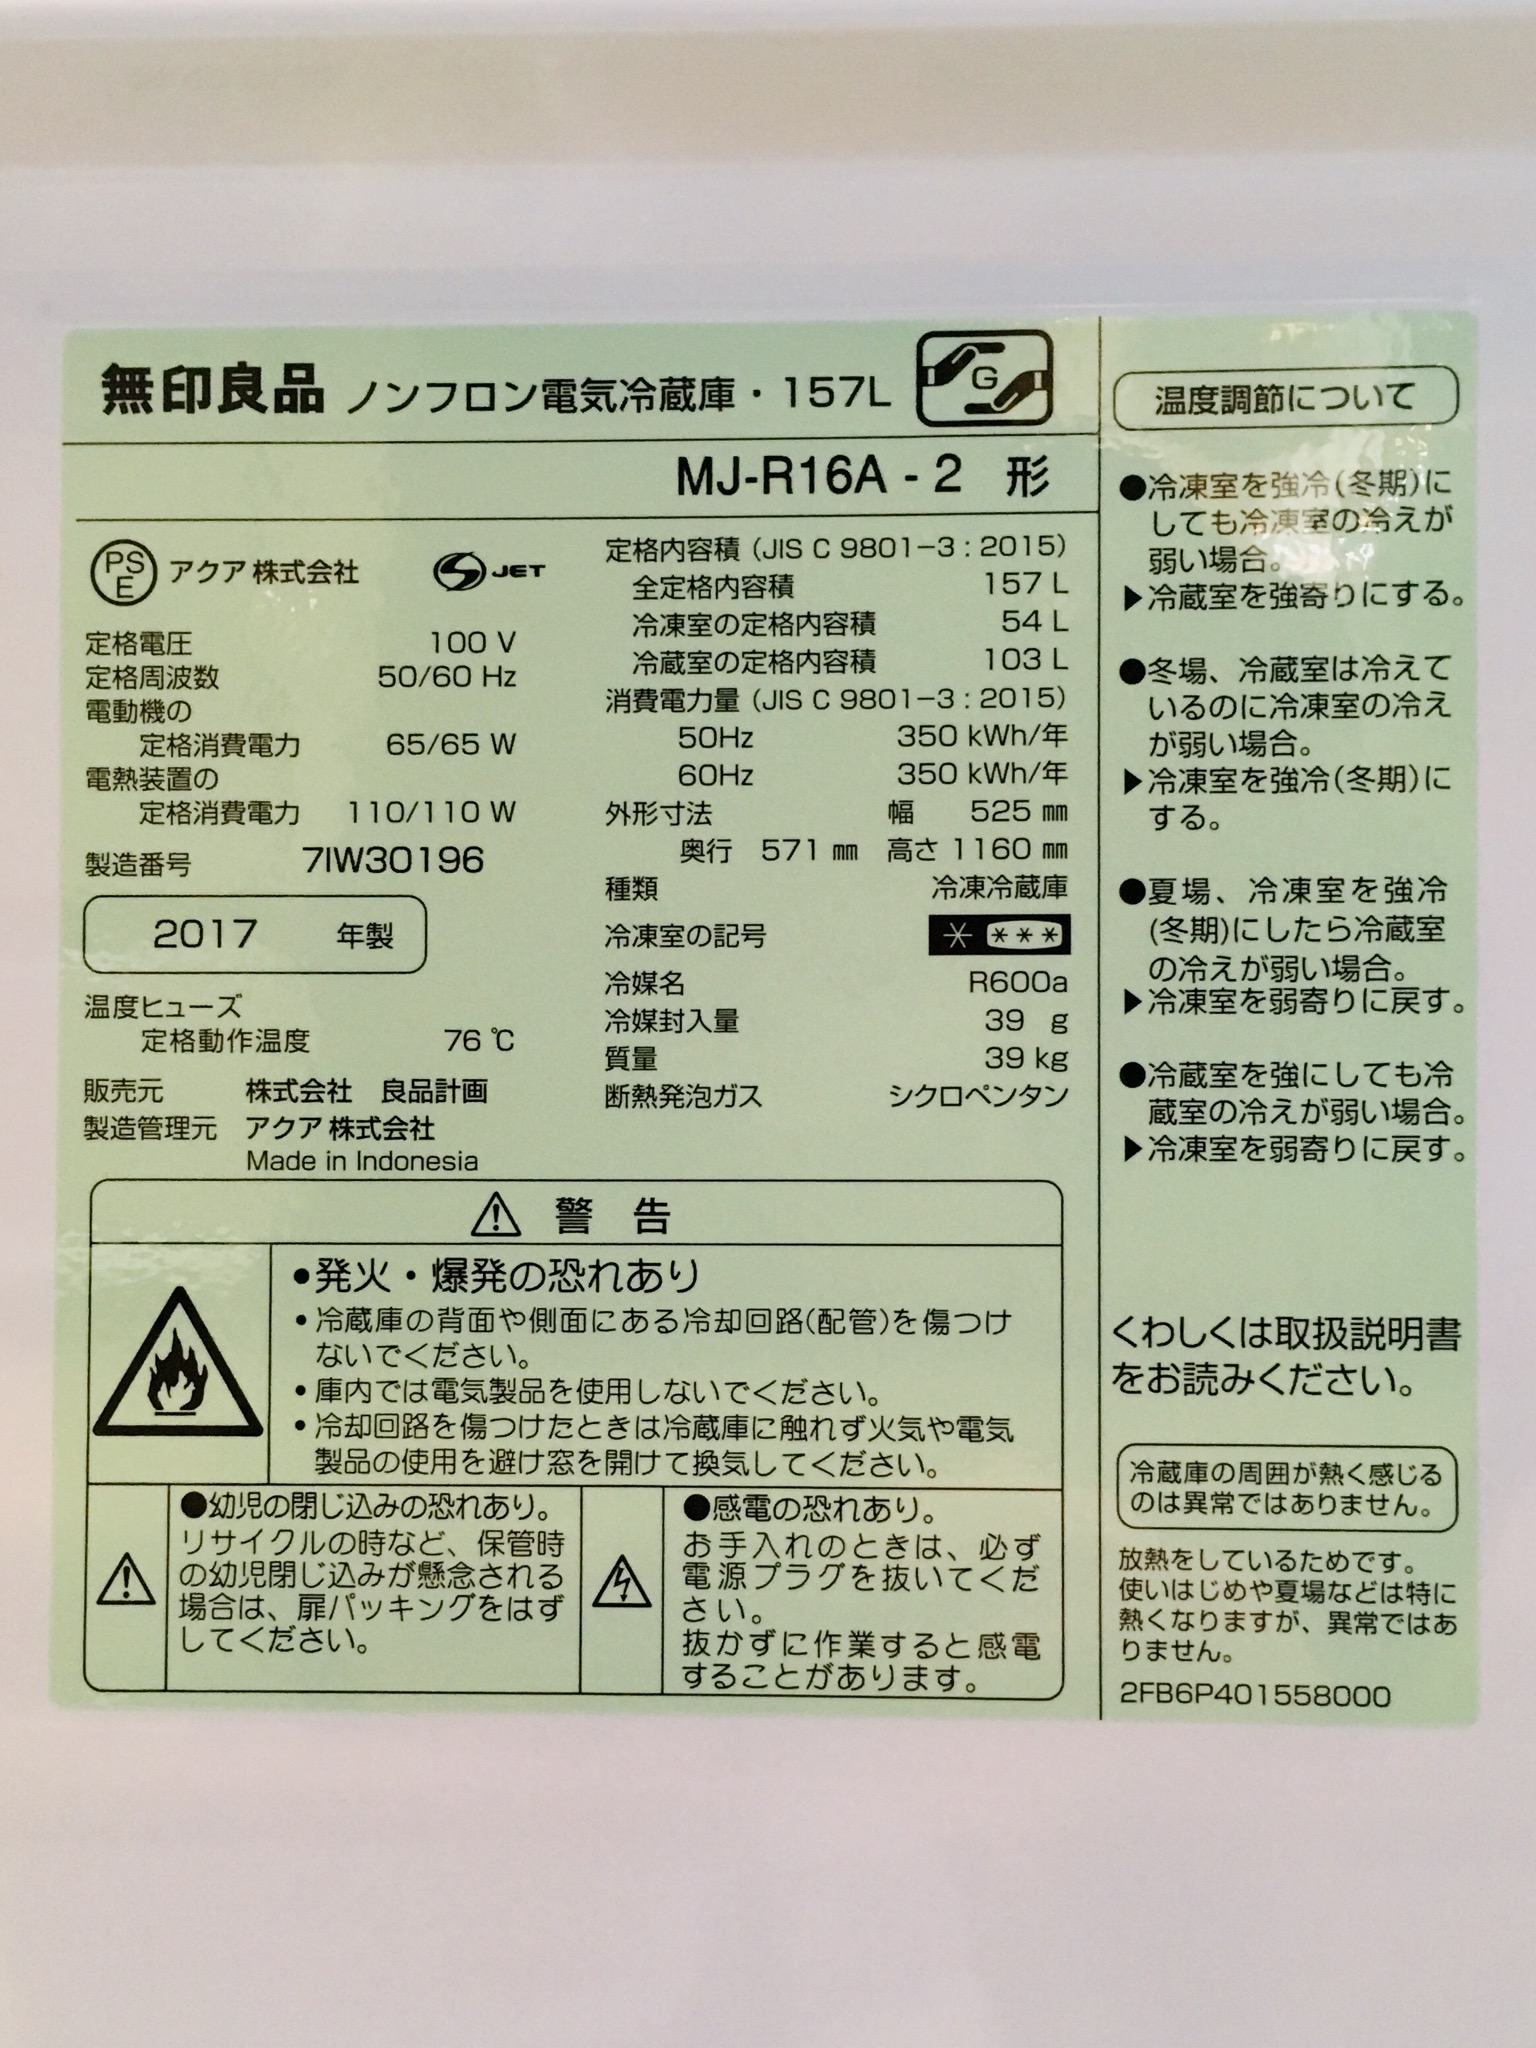 無印良品 ノンフロン電気冷蔵庫・157L
G
MJ-R16A - 2 形
PS
E
アクア株式会社
S JET
定格電圧 100 V
定格周波数 50/60 Hz
電動機の
定格消費電力 65/65 W
電熱装置の
定格消費電力 110/110 W
製造番号 7IW30196
2017 年製
温度ヒューズ
定格動作温度 76 ℃
販売元 株式会社 良品計画
製造管理元 アクア株式会社
Made in Indonesia
定格内容積 (JIS C 9801-3 : 2015)
全定格内容積 157 L
冷凍室の定格内容積 54 L
冷蔵室の定格内容積 103 L
消費電力量 (JIS C 9801-3 : 2015)
50Hz 350 kWh/年
60Hz 350 kWh/年
外形寸法 幅 525 ㎜
奥行 571 ㎜ 高さ 1160 ㎜
種類 冷凍冷蔵庫
冷凍室の記号 * ***
冷媒名 R600a
冷媒封入量 39 g
質量 39 kg
断熱発泡ガス シクロペンタン
⚠ 警 告
•発火・爆発の恐れあり
•冷蔵庫の背面や側面にある冷却回路(配管)を傷つけ
ないでください。
•庫内では電気製品を使用しないでください。
•冷却回路を傷つけたときは冷蔵庫に触れず火気や電気
製品の使用を避け窓を開けて換気してください。
●幼児の閉じ込みの恐れあり。
リサイクルの時など、保管時
の幼児閉じ込みが懸念される
場合は、扉パッキングをはず
してください。
●感電の恐れあり。
お手入れのときは、必ず
電源プラグを抜いてくだ
さい。
抜かずに作業すると感電
することがあります。
温度調節について
●冷凍室を強冷(冬期)に
しても冷凍室の冷えが
弱い場合。
▶冷蔵室を強寄りにする。
●冬場、冷蔵室は冷えて
いるのに冷凍室の冷え
が弱い場合。
▶冷凍室を強冷(冬期)に
する。
●夏場、冷凍室を強冷
(冬期)にしたら冷蔵室
の冷えが弱い場合。
▶冷凍室を弱寄りに戻す。
●冷蔵室を強にしても冷
蔵室の冷えが弱い場合。
▶冷凍室を弱寄りに戻す。
くわしくは取扱説明書
をお読みください。
冷蔵庫の周囲が熱く感じる
のは異常ではありません。
放熱をしているためです。
使いはじめや夏場などは特に
熱くなりますが、異常ではあ
りません。
2FB6P401558000